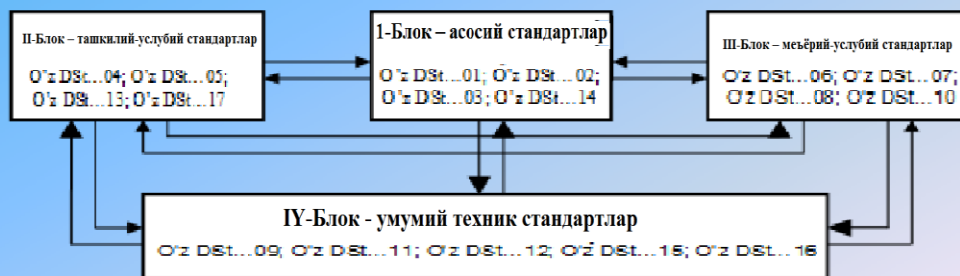 II-Блок – ташкилий-услубий стандартлар
O'z DSt...04; O'z DSt...05;
O'z DSt...13; O'z DSt...17
1-Блок – асосий стандартлар
O'z DSt...01; O'z DSt...02;
O'z DSt...03; O'z DSt...14
III-Блок – меъёрий-услубий стандартлар
O'z DSt...06; O'z DSt...07;
O'z DSt...08; O'z DSt...10
IY-Блок - умумий техник стандартлар
O'z DSt...09; O'z DSt...11; O'z DSt...12; O'z DSt...15; O'z DSt...16